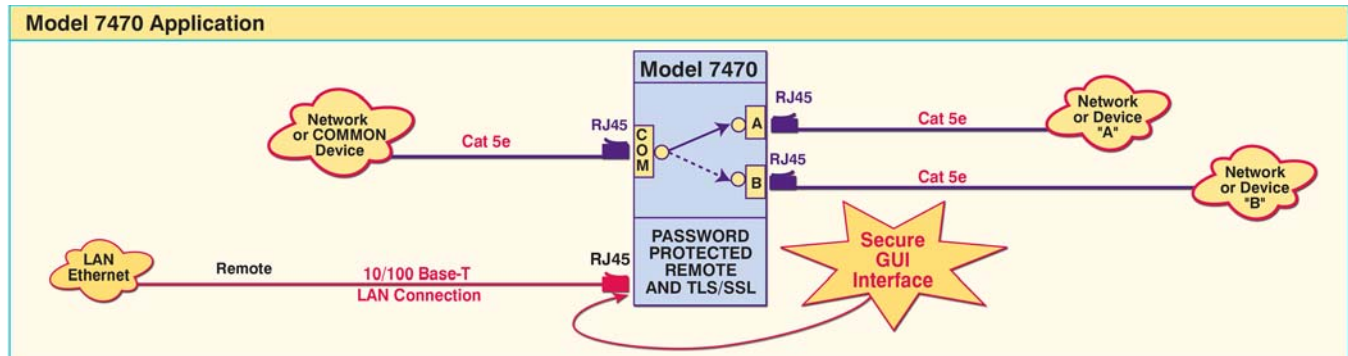 Model 7470 Application
Model 7470
Network
or COMMON
Device
Cat 5e
RJ45
COM
A
B
RJ45
Cat 5e
Network
or Device
"A"
RJ45
Cat 5e
Network
or Device
"B"
LAN
Ethernet
Remote
10/100 Base-T
LAN Connection
RJ45
PASSWORD
PROTECTED
REMOTE
AND TLS/SSL
Secure
GUI
Interface